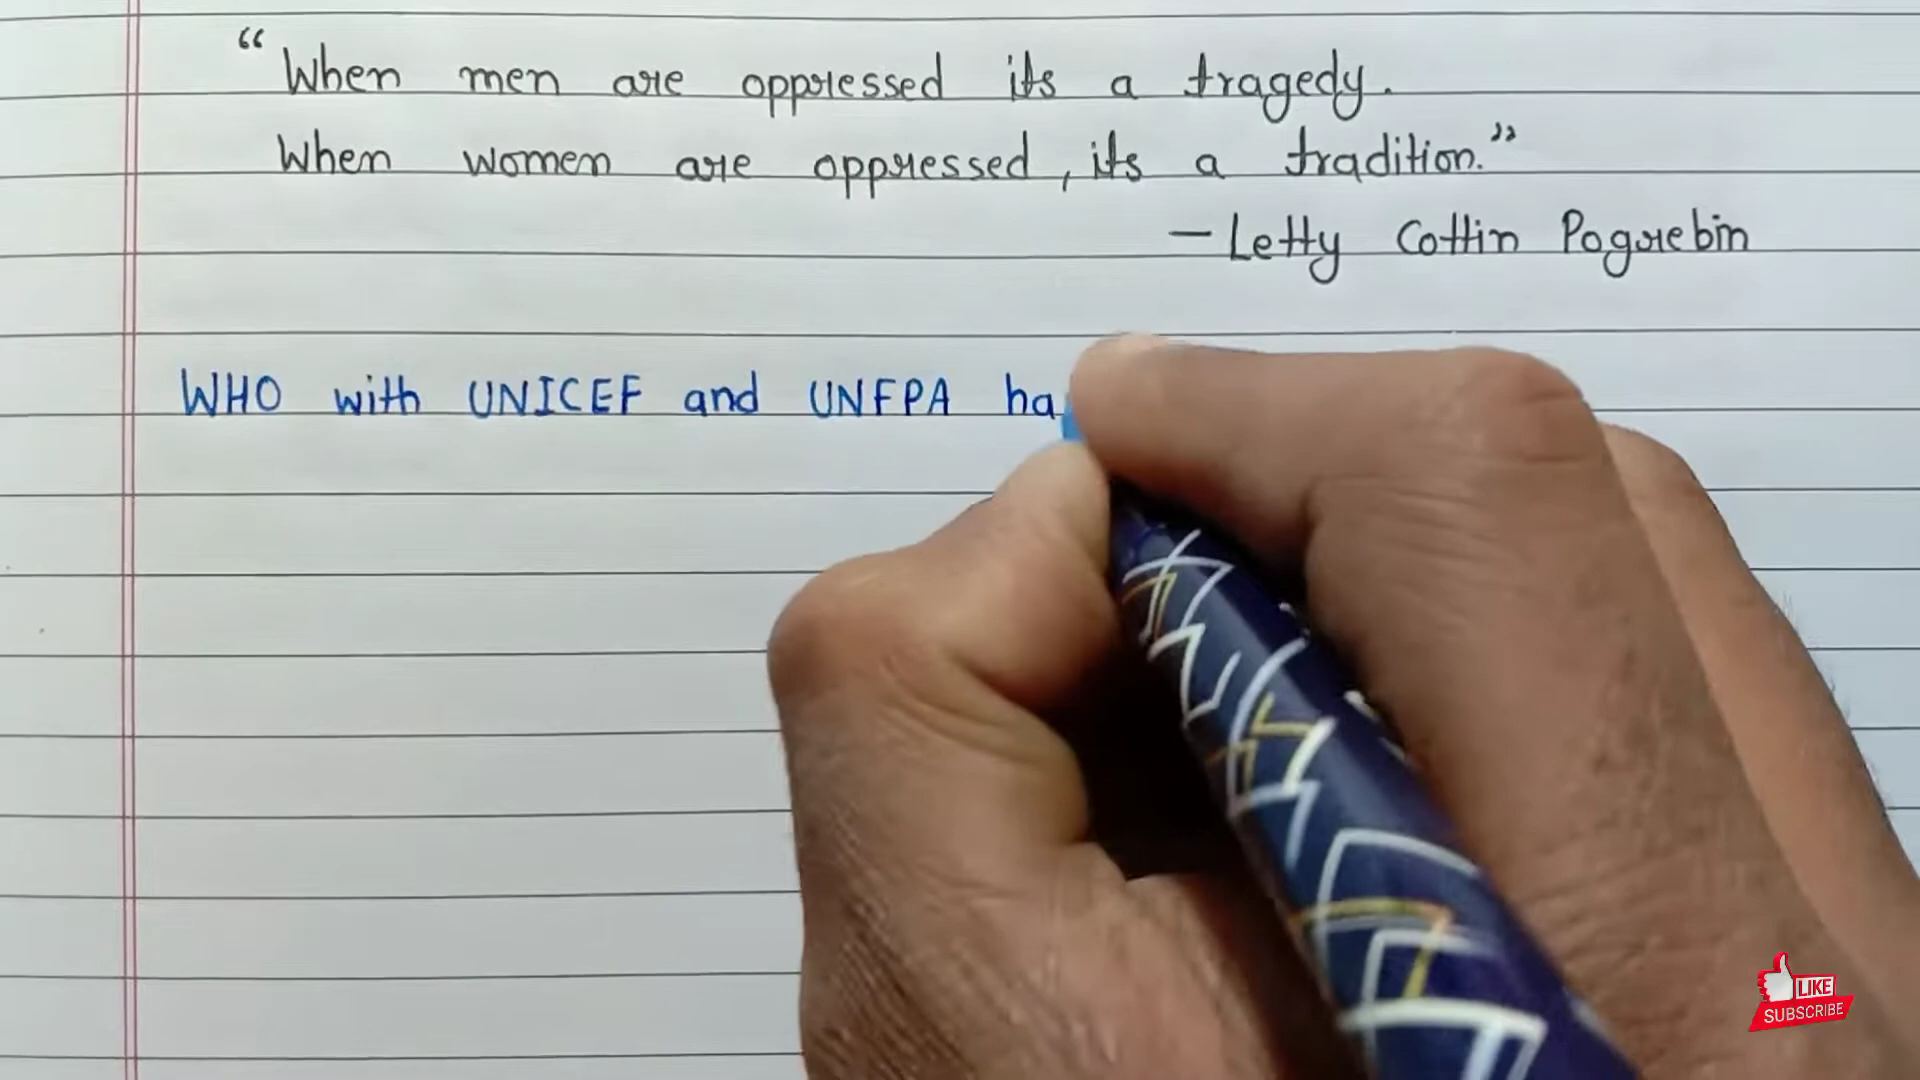 “When men are oppressed its a tragedy.
When women are oppressed, its a tradition.”
– Letty Cottin Pogrebin
WHO with UNICEF and UNFPA ha
LIKE
SUBSCRIBE